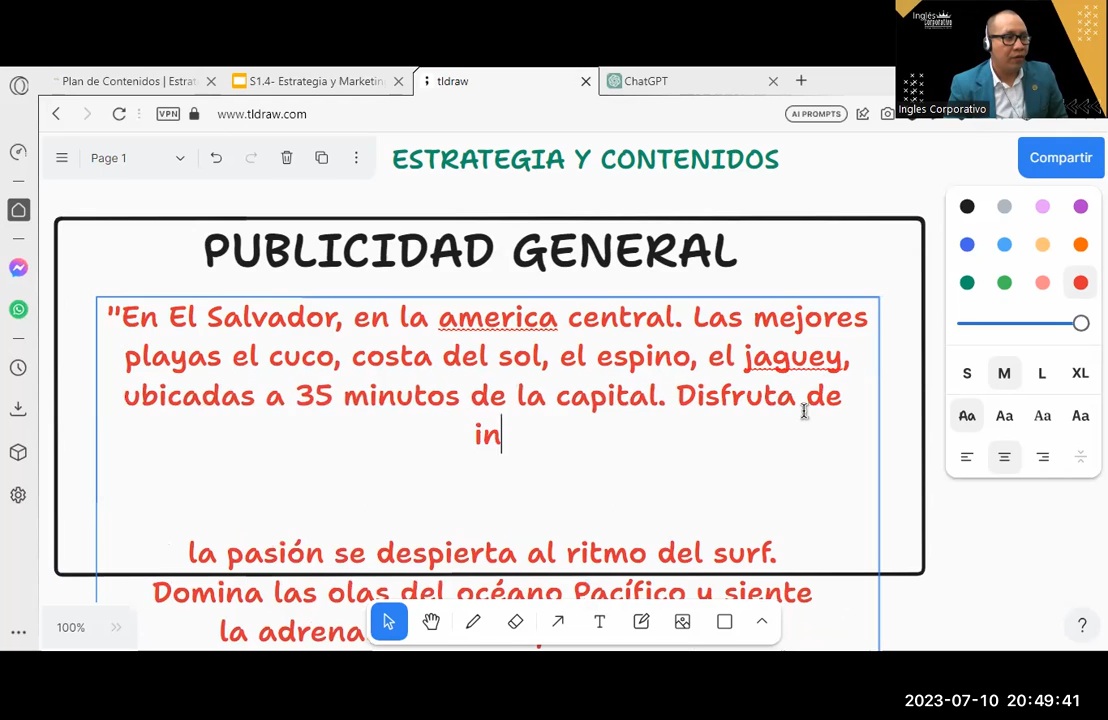 Inglés
Corporativo
Ingles Corporativo
Plan de Contenidos | Estrat
S1.4- Estrategia y Marketin
tldraw
ChatGPT
VPN
www.tldraw.com
AI PROMPTS
Page 1
ESTRATEGIA Y CONTENIDOS
Compartir
PUBLICIDAD GENERAL
"En El Salvador, en la america central. Las mejores
playas el cuco, costa del sol, el espino, el jaguey,
ubicadas a 35 minutos de la capital. Disfruta de
in
la pasión se despierta al ritmo del surf.
Domina las olas del océano Pacífico y siente
la adrena
S M L XL
Aa Aa Aa Aa
100%
T
?
2023-07-10 20:49:41